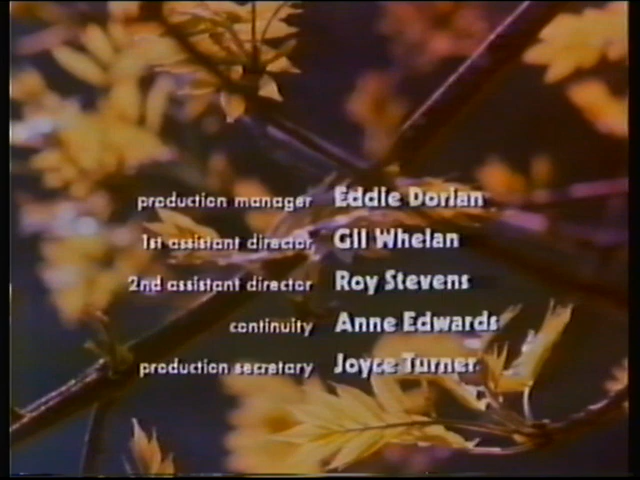 production manager Eddie Dorian
1st assistant director Gil Whelan
2nd assistant director Roy Stevens
continuity Anne Edwards
production secretary Joyce Turner